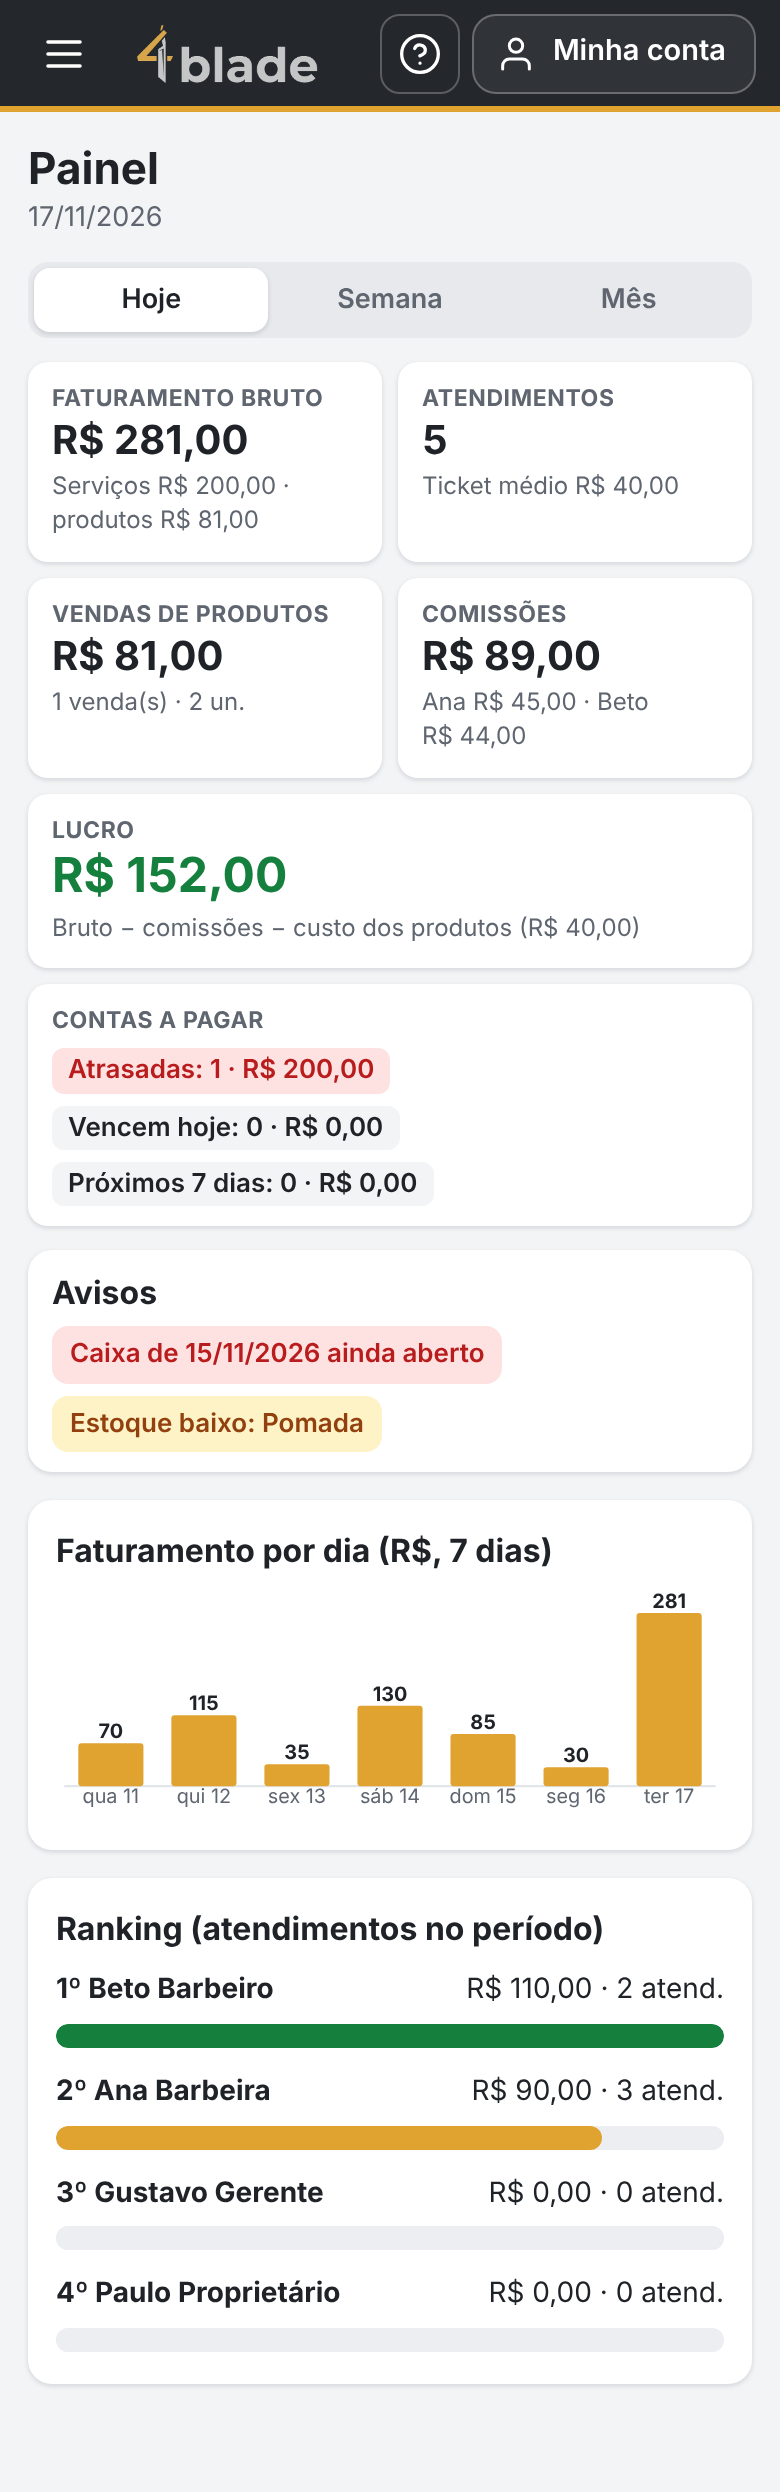 4blade
Minha conta
Painel
17/11/2026
Hoje
Semana
Mês
FATURAMENTO BRUTO
R$ 281,00
Serviços R$ 200,00 ·
produtos R$ 81,00
ATENDIMENTOS
5
Ticket médio R$ 40,00
VENDAS DE PRODUTOS
R$ 81,00
1 venda(s) · 2 un.
COMISSÕES
R$ 89,00
Ana R$ 45,00 · Beto
R$ 44,00
LUCRO
R$ 152,00
Bruto – comissões – custo dos produtos (R$ 40,00)
CONTAS A PAGAR
Atrasadas: 1 · R$ 200,00
Vencem hoje: 0 · R$ 0,00
Próximos 7 dias: 0 · R$ 0,00
Avisos
Caixa de 15/11/2026 ainda aberto
Estoque baixo: Pomada
Faturamento por dia (R$, 7 dias)
70
115
35
130
85
30
281
qua 11
qui 12
sex 13
sáb 14
dom 15
seg 16
ter 17
Ranking (atendimentos no período)
1º Beto Barbeiro
R$ 110,00 · 2 atend.
2º Ana Barbeira
R$ 90,00 · 3 atend.
3º Gustavo Gerente
R$ 0,00 · 0 atend.
4º Paulo Proprietário
R$ 0,00 · 0 atend.